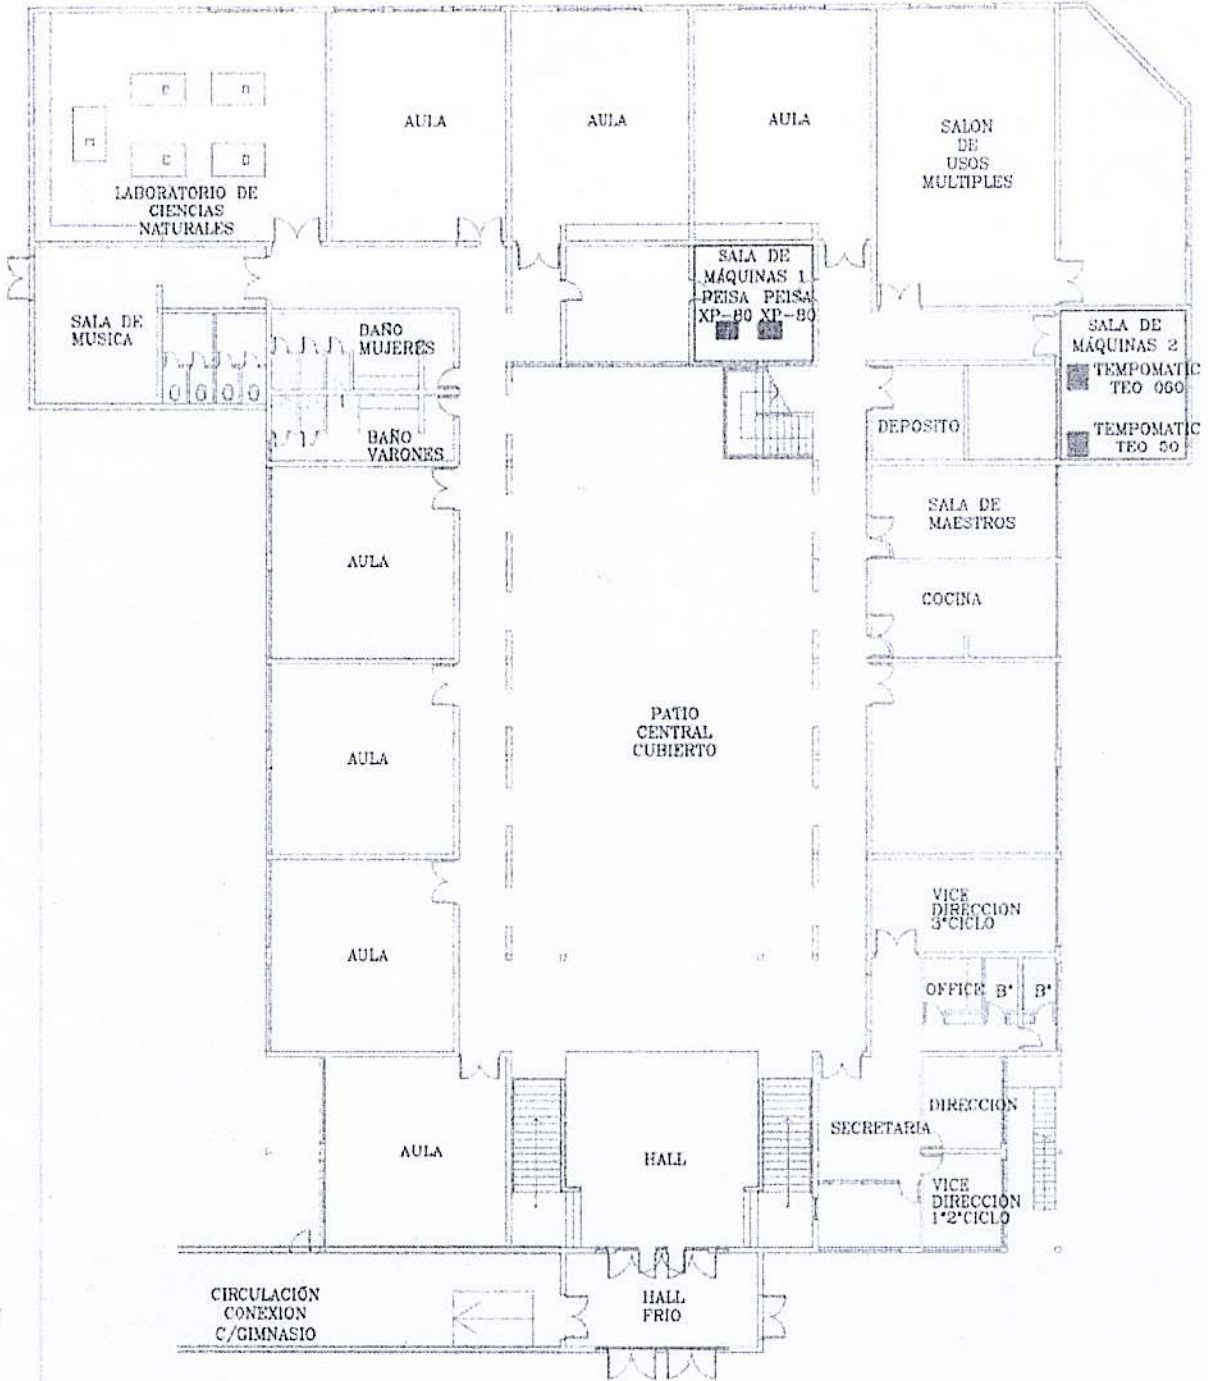 AULA
AULA
AULA
SALON
DE
USOS
MULTIPLES
LABORATORIO DE
CIENCIAS
NATURALES
SALA DE
MÁQUINAS 1
PEISA PEISA
XP-80 XP-80
SALA DE
MUSICA
BAÑO
MUJERES
SALA DE
MÁQUINAS 2
TEMPOMATIC
TEO 060
TEMPOMATIC
TEO 50
BAÑO
VARONES
DEPOSITO
SALA DE
MAESTROS
AULA
COCINA
PATIO
CENTRAL
CUBIERTO
AULA
VICE
DIRECCION
3°CICLO
AULA
OFFICE B° B°
DIRECCION
SECRETARIA
AULA
HALL
VICE
DIRECCION
1°2°CICLO
CIRCULACIÓN
CONEXION
C/GIMNASIO
HALL
FRIO